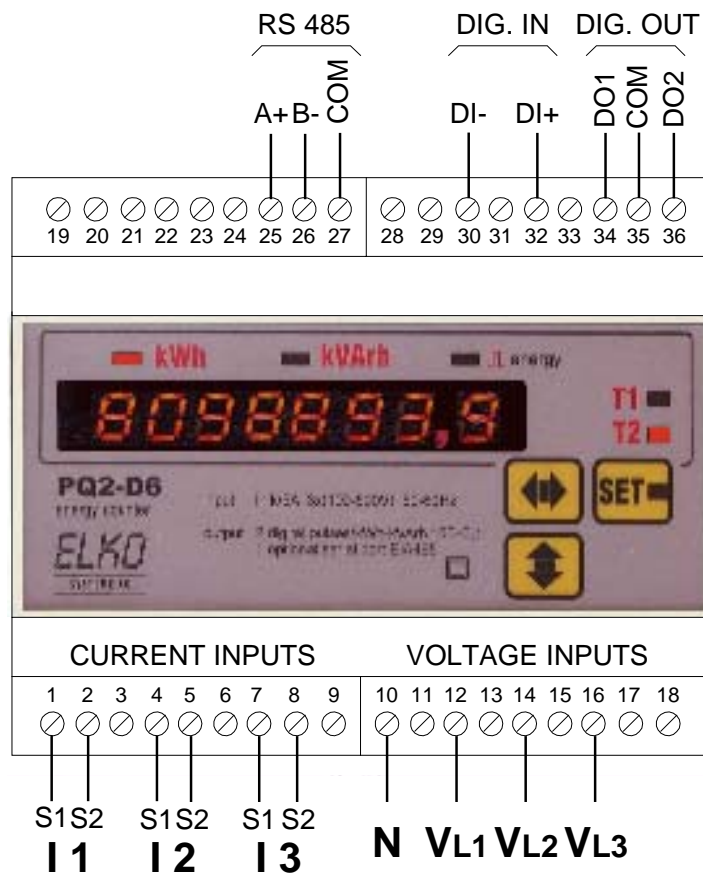 RS 485 DIG. IN DIG. OUT
A+ B- COM DI- DI+ DO1 COM DO2
19 20 21 22 23 24 25 26 27 28 29 30 31 32 33 34 35 36
kWh kVArh energy
8098893,9
T1
T2
PQ2-D6
energy counter
input
SET
output
ELKO
CURRENT INPUTS VOLTAGE INPUTS
1 2 3 4 5 6 7 8 9 10 11 12 13 14 15 16 17 18
S1 S2 S1 S2 S1 S2
I 1 I 2 I 3 N VL1 VL2 VL3